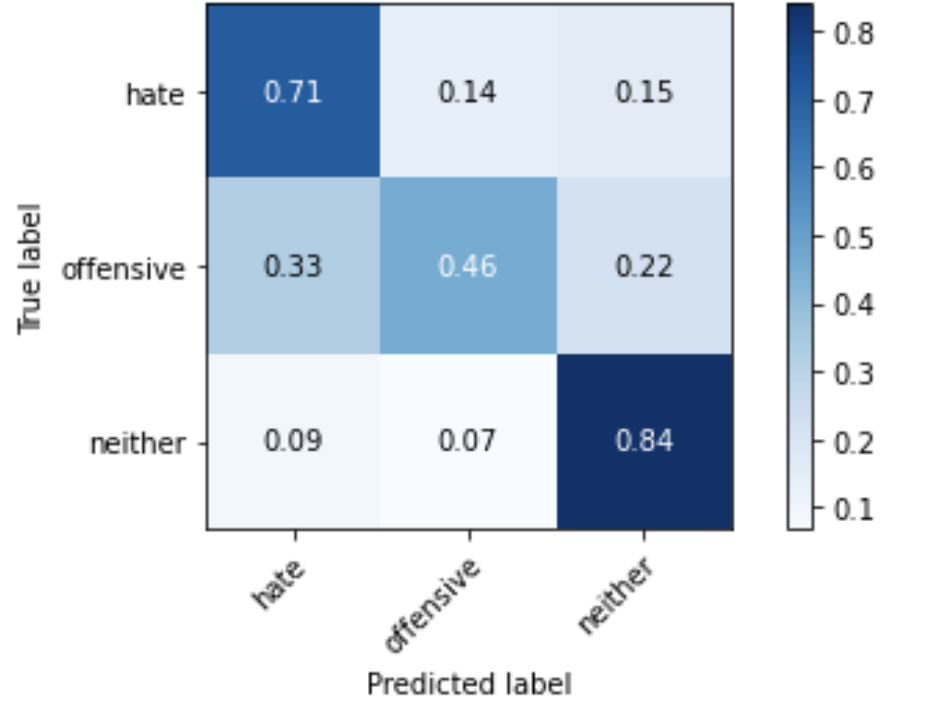 hate 0.71 0.14 0.15
offensive 0.33 0.46 0.22
neither 0.09 0.07 0.84
hate offensive neither
Predicted label
True label
0.8
0.7
0.6
0.5
0.4
0.3
0.2
0.1